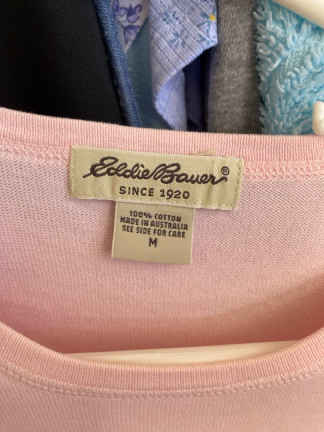 Eddie Bauer®
SINCE 1920
100% COTTON
MADE IN AUSTRALIA
SEE SIDE FOR CARE
M